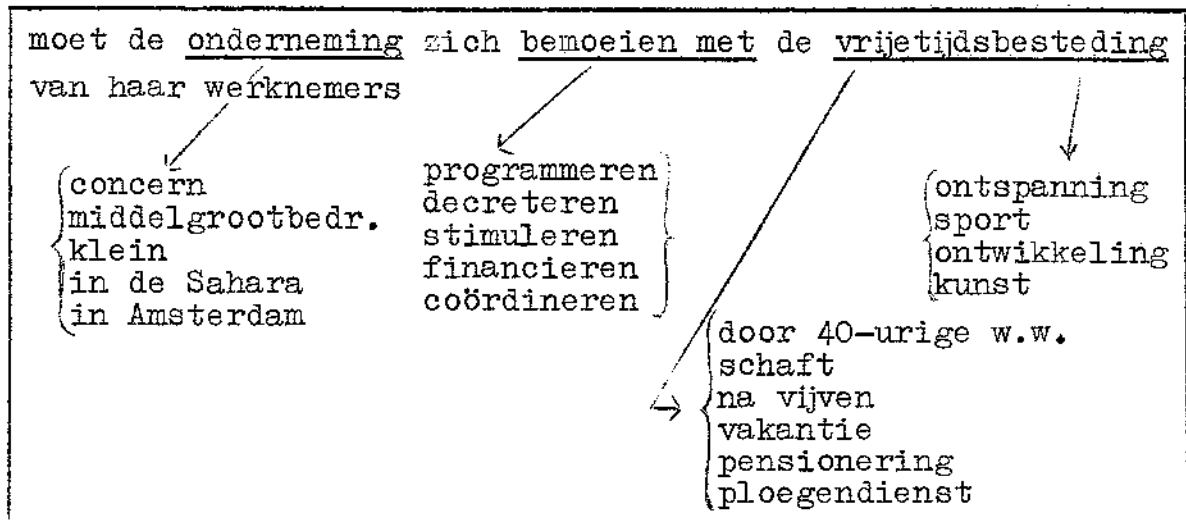 moet de onderneming zich bemoeien met de vrijetijdsbesteding
van haar werknemers
concern
middelgrootbedr.
klein
in de Sahara
in Amsterdam
programmeren
decreteren
stimuleren
financieren
coördineren
ontspanning
sport
ontwikkeling
kunst
door 40-urige w.w.
schaft
na vijven
vakantie
pensionering
ploegendienst